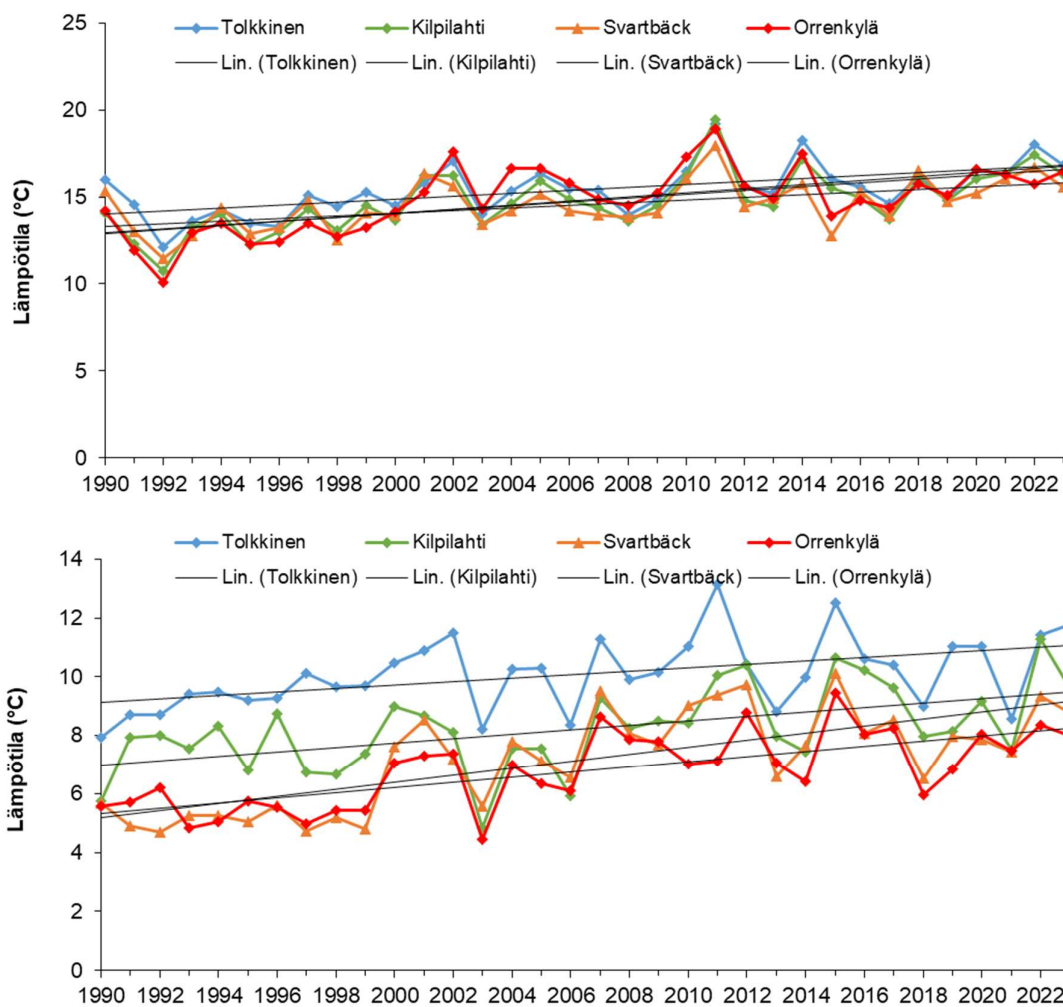 Tolkkinen Kilpilahti Svartbäck Orrenkylä
Lin. (Tolkkinen) Lin. (Kilpilahti) Lin. (Svartbäck) Lin. (Orrenkylä)
Lämpötila (°C)
25
20
15
10
5
0
1990 1992 1994 1996 1998 2000 2002 2004 2006 2008 2010 2012 2014 2016 2018 2020 2022
Tolkkinen Kilpilahti Svartbäck Orrenkylä
Lin. (Tolkkinen) Lin. (Kilpilahti) Lin. (Svartbäck) Lin. (Orrenkylä)
Lämpötila (°C)
14
12
10
8
6
4
2
0
1990 1992 1994 1996 1998 2000 2002 2004 2006 2008 2010 2012 2014 2016 2018 2020 2022